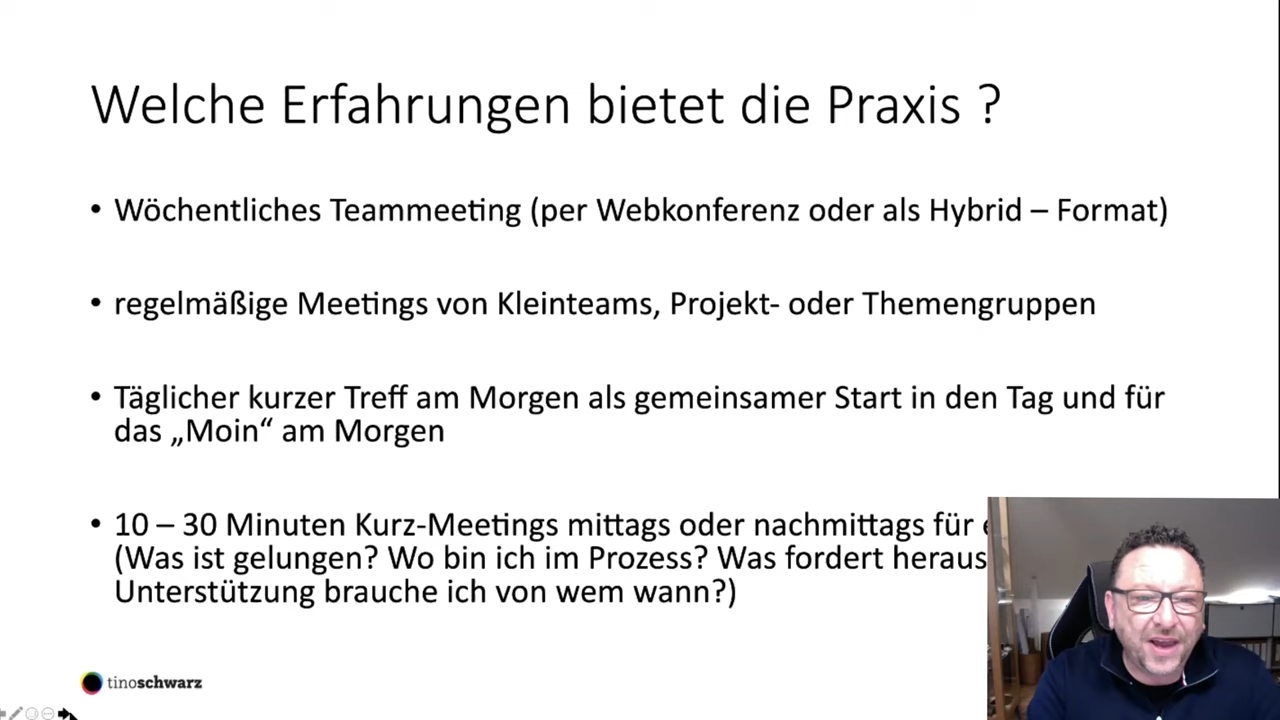 Welche Erfahrungen bietet die Praxis ?
• Wöchentliches Teammeeting (per Webkonferenz oder als Hybrid – Format)
• regelmäßige Meetings von Kleinteams, Projekt- oder Themengruppen
• Täglicher kurzer Treff am Morgen als gemeinsamer Start in den Tag und für
das „Moin“ am Morgen
• 10 – 30 Minuten Kurz-Meetings mittags oder nachmittags für
(Was ist gelungen? Wo bin ich im Prozess? Was fordert heraus
Unterstützung brauche ich von wem wann?)
tinoschwarz